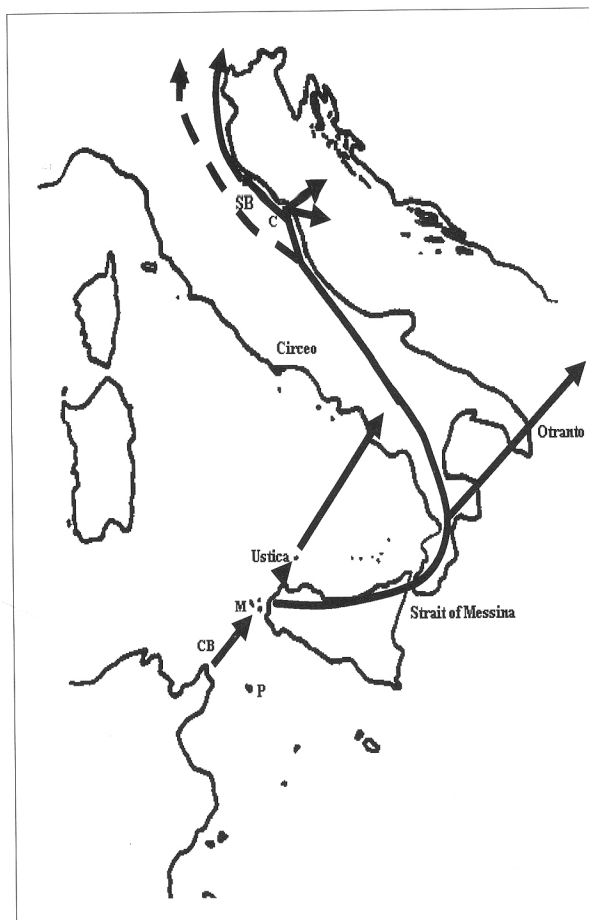 SB
C
Circeo
Otranto
Ustica
M
Strait of Messina
CB
P